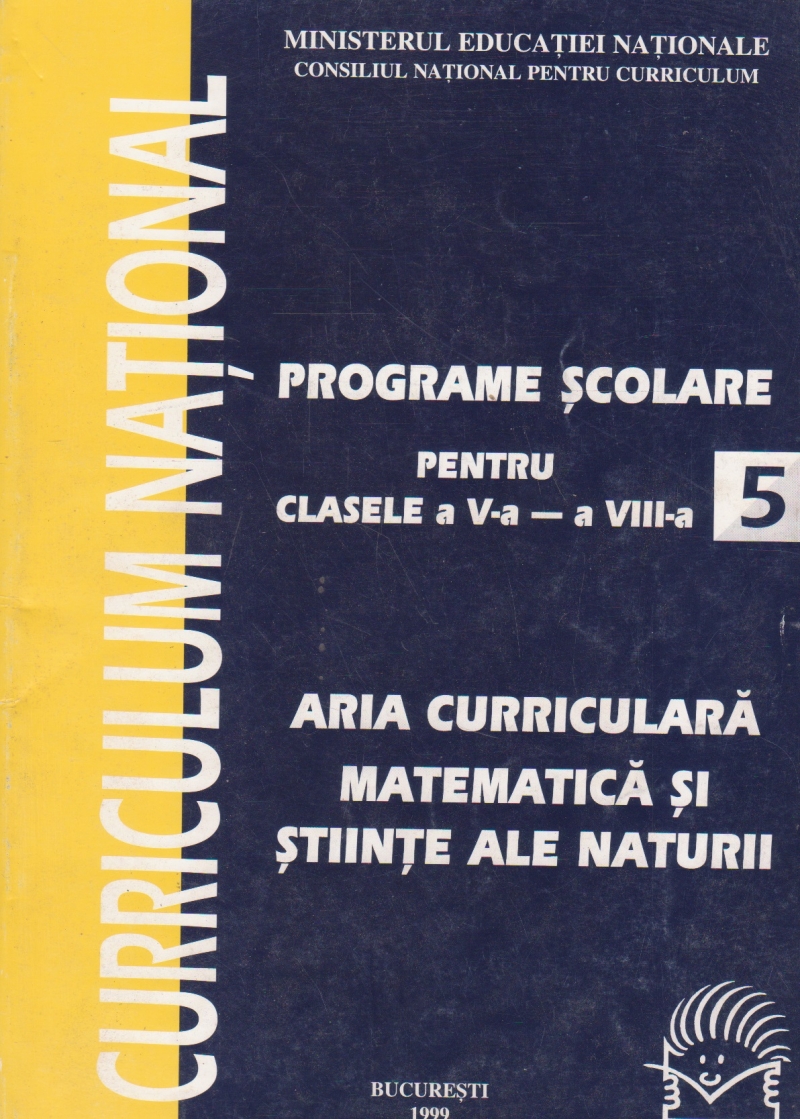 MINISTERUL EDUCAȚIEI NAȚIONALE
CONSILIUL NAȚIONAL PENTRU CURRICULUM
CURRICULUM NAȚIONAL
PROGRAME ȘCOLARE
PENTRU
CLASELE a V-a — a VIII-a
5
ARIA CURRICULARĂ
MATEMATICĂ ȘI
ȘTIINȚE ALE NATURII
BUCUREȘTI
1999